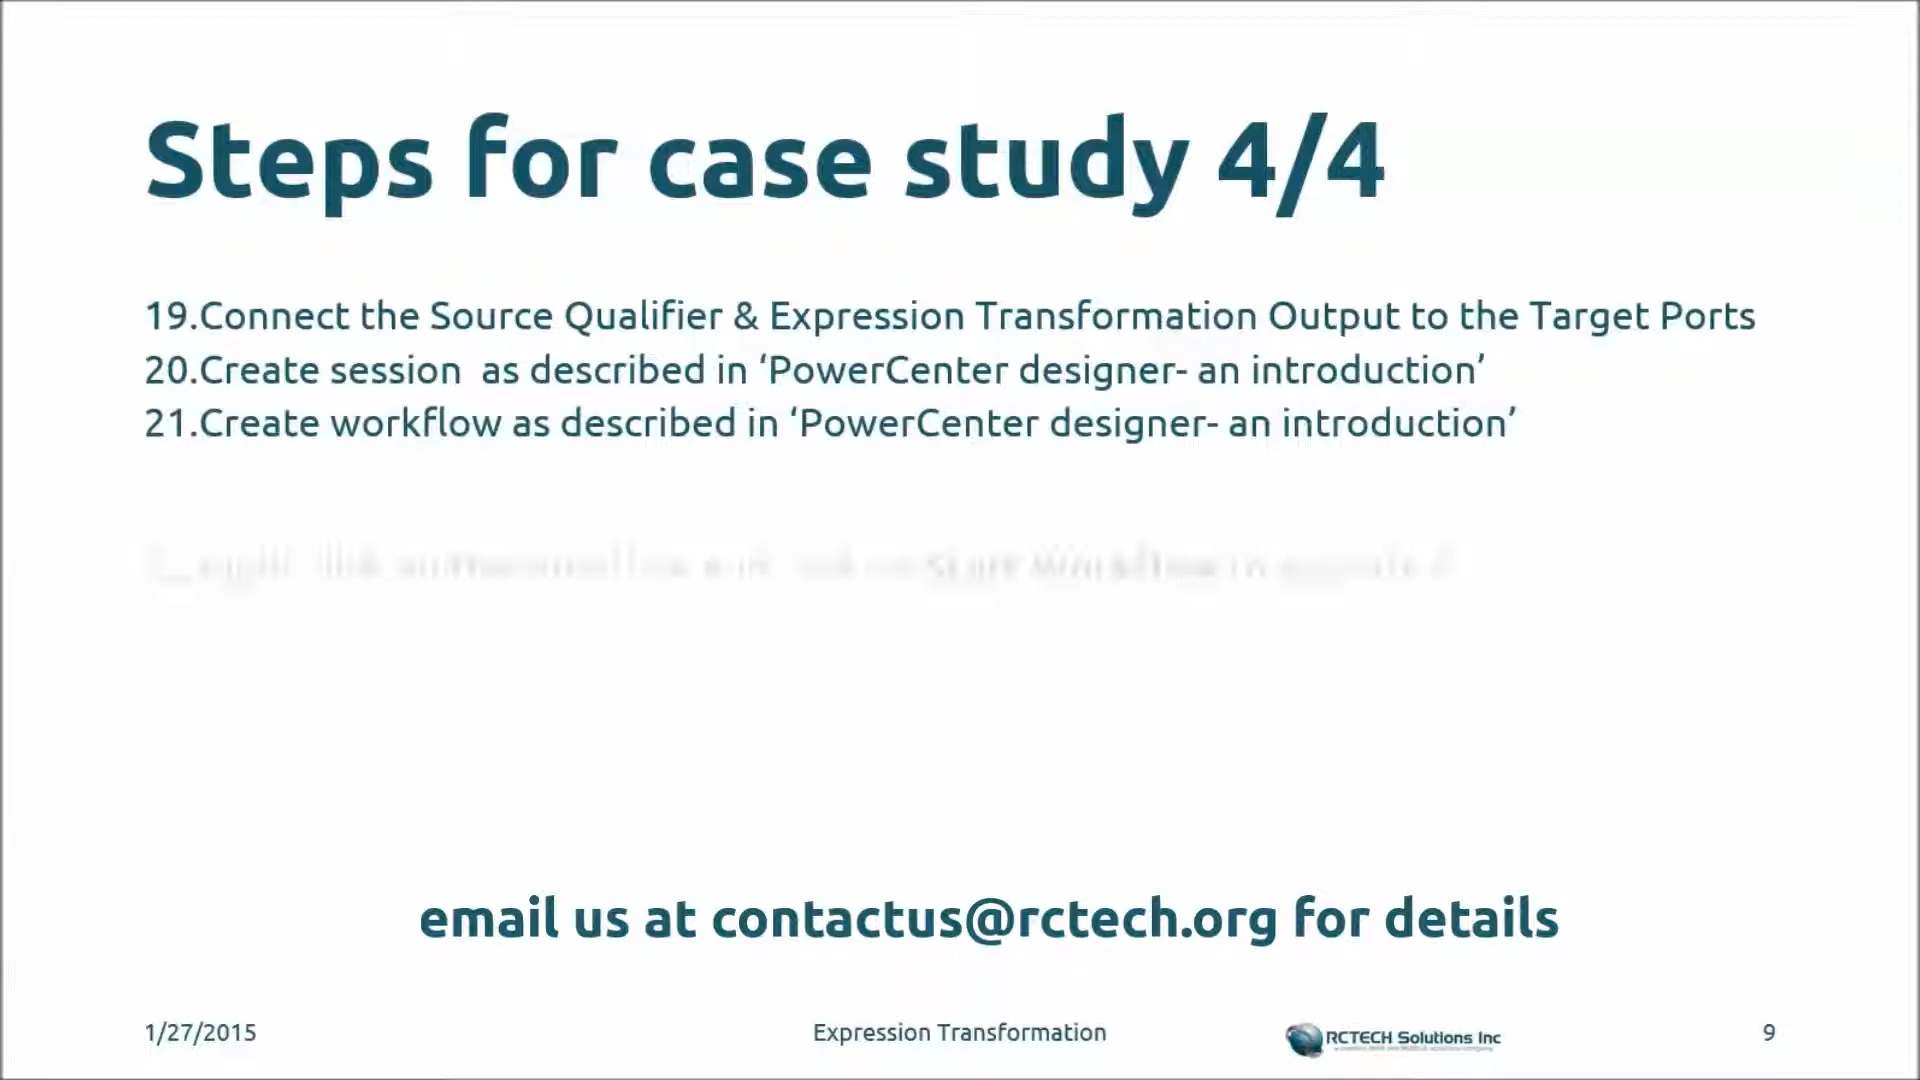 Steps for case study 4/4
19.Connect the Source Qualifier & Expression Transformation Output to the Target Ports
20.Create session  as described in ‘PowerCenter designer- an introduction’
21.Create workflow as described in ‘PowerCenter designer- an introduction’
Start Workflow
email us at contactus@rctech.org for details
1/27/2015
Expression Transformation
RCTECH Solutions Inc
9